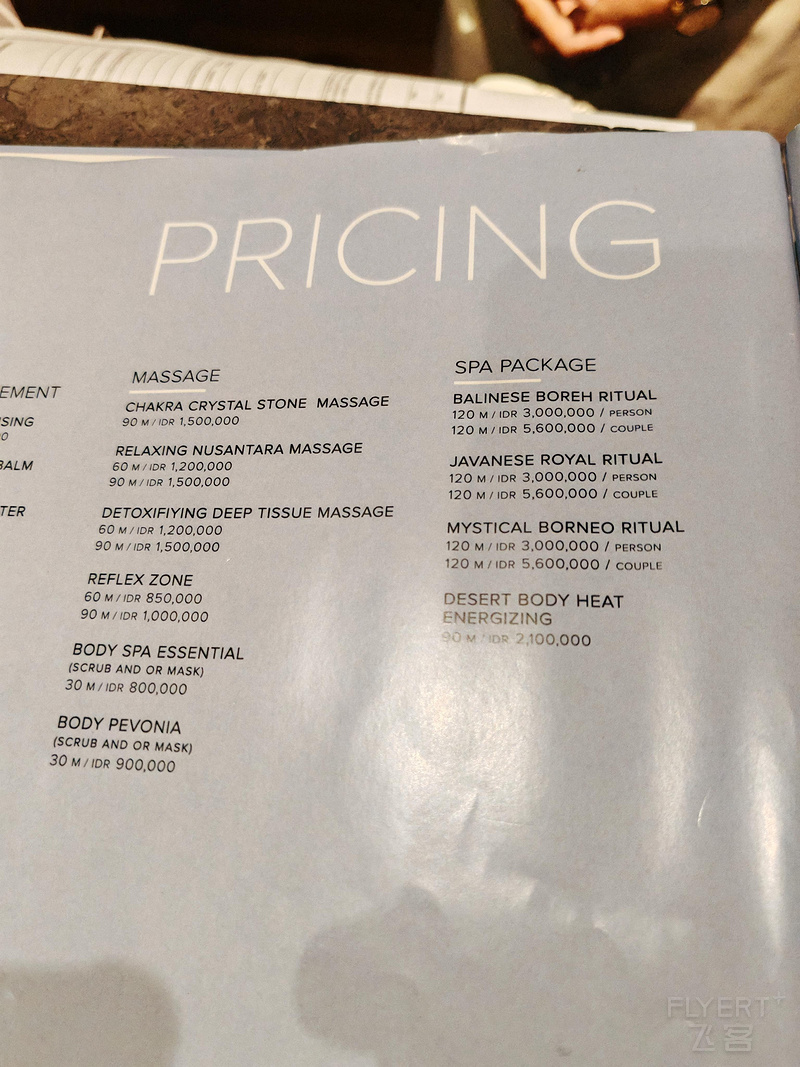 PRICING
EMENT
ISING
BALM
TER
MASSAGE
CHAKRA CRYSTAL STONE MASSAGE
90 M / IDR 1,500,000
RELAXING NUSANTARA MASSAGE
60 M / IDR 1,200,000
90 M / IDR 1,500,000
DETOXIFIYING DEEP TISSUE MASSAGE
60 M / IDR 1,200,000
90 M / IDR 1,500,000
REFLEX ZONE
60 M / IDR 850,000
90 M / IDR 1,000,000
BODY SPA ESSENTIAL
(SCRUB AND OR MASK)
30 M / IDR 800,000
BODY PEVONIA
(SCRUB AND OR MASK)
30 M / IDR 900,000
SPA PACKAGE
BALINESE BOREH RITUAL
120 M / IDR 3,000,000 / PERSON
120 M / IDR 5,600,000 / COUPLE
JAVANESE ROYAL RITUAL
120 M / IDR 3,000,000 / PERSON
120 M / IDR 5,600,000 / COUPLE
MYSTICAL BORNEO RITUAL
120 M / IDR 3,000,000 / PERSON
120 M / IDR 5,600,000 / COUPLE
DESERT BODY HEAT
ENERGIZING
90 M / IDR 2,100,000
FLYERT+
飞客